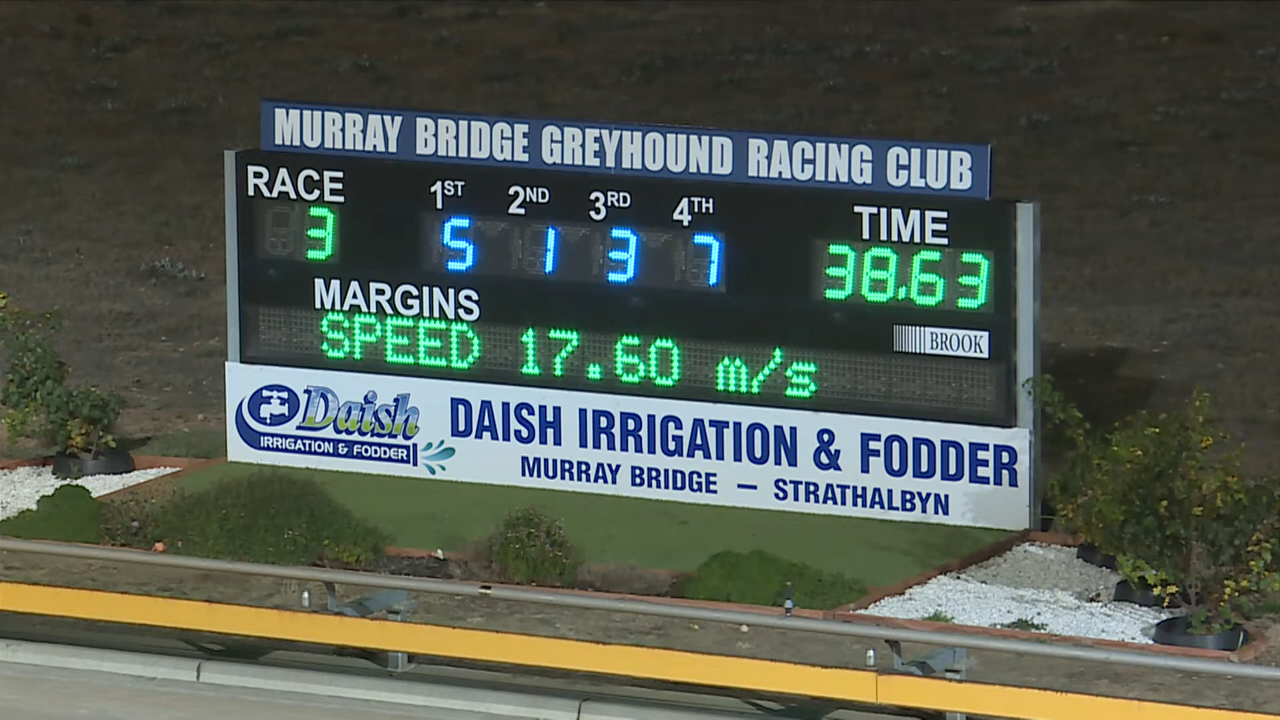 MURRAY BRIDGE GREYHOUND RACING CLUB
RACE 1ST 2ND 3RD 4TH TIME
3 5 1 3 7 38.63
MARGINS
SPEED 17.60 m/s
BROOK
Daish
IRRIGATION & FODDER
DAISH IRRIGATION & FODDER
MURRAY BRIDGE – STRATHALBYN